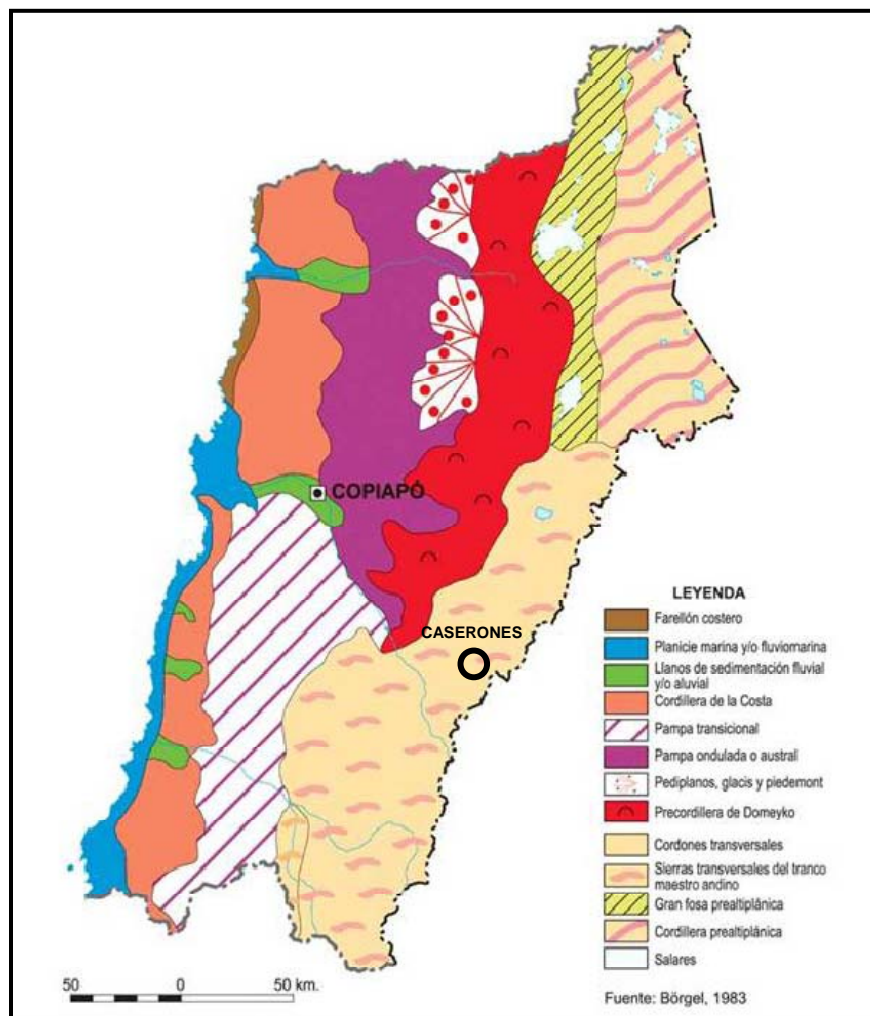 COPIAPÓ
CASERONES
LEYENDA
Farellón costero
Planicie marina y/o fluviomarina
Llanos de sedimentación fluvial
y/o aluvial
Cordillera de la Costa
Pampa transicional
Pampa ondulada o australl
Pediplanos, glacis y piedemont
Precordillera de Domeyko
Cordones transversales
Sierras transversales del tranco
maestro andino
Gran fosa prealtiplánica
Cordillera prealtiplánica
Salares
50 0 50 km.
Fuente: Börgel, 1983